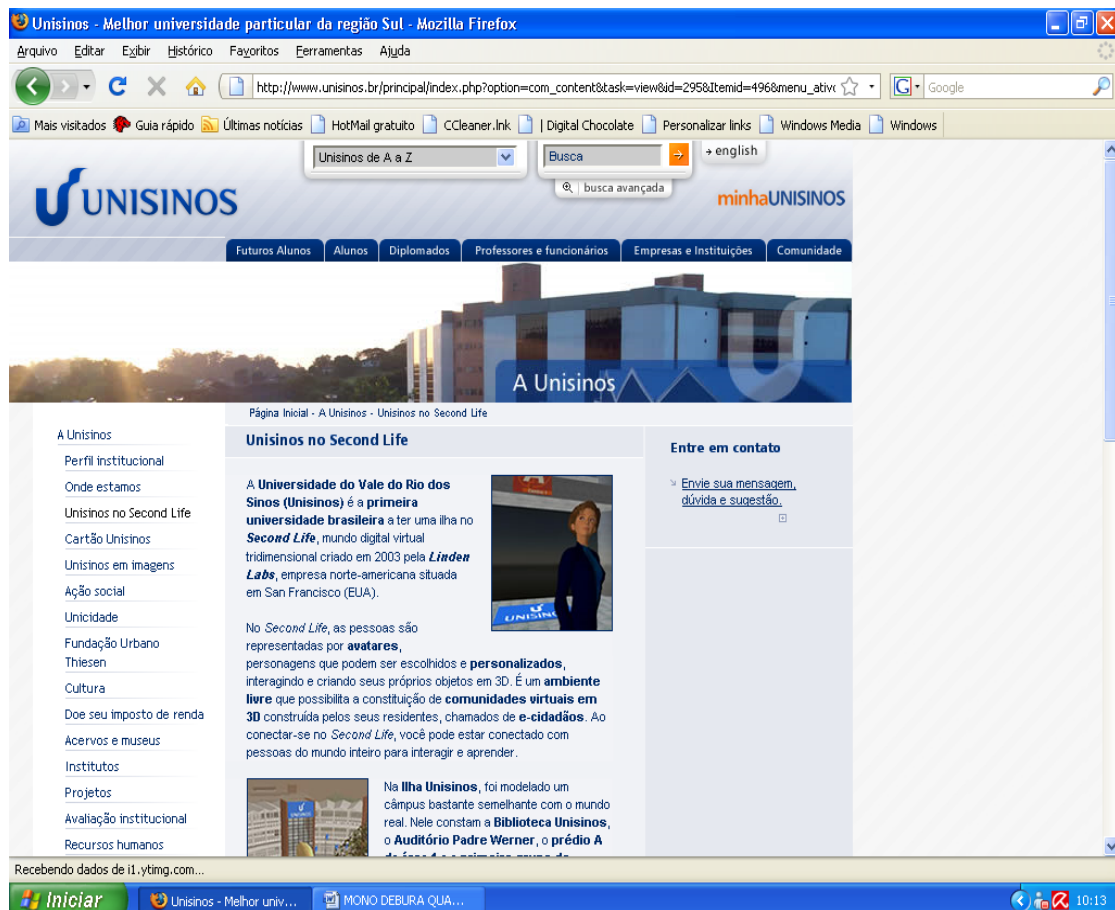 Unisinos - Melhor universidade particular da região Sul - Mozilla Firefox
Arquivo Editar Exibir Histórico Favoritos Ferramentas Ajuda
http://www.unisinos.br/principal/index.php?option=com_content&task=view&id=295&Itemid=496&menu_ativ
G Google
Mais visitados Guia rápido Últimas notícias HotMail gratuito CCleaner.lnk | Digital Chocolate Personalizar links Windows Media Windows
Unisinos de A a Z Busca english
busca avançada
UNISINOS minhaUNISINOS
Futuros Alunos Alunos Diplomados Professores e funcionários Empresas e Instituições Comunidade
A Unisinos
Página Inicial - A Unisinos - Unisinos no Second Life
A Unisinos
Perfil institucional
Onde estamos
Unisinos no Second Life
Cartão Unisinos
Unisinos em imagens
Ação social
Unicidade
Fundação Urbano
Thiesen
Cultura
Doe seu imposto de renda
Acervos e museus
Institutos
Projetos
Avaliação institucional
Recursos humanos
Unisinos no Second Life
A Universidade do Vale do Rio dos
Sinos (Unisinos) é a primeira
universidade brasileira a ter uma ilha no
Second Life, mundo digital virtual
tridimensional criado em 2003 pela Linden
Labs, empresa norte-americana situada
em San Francisco (EUA).
UNISINO
No Second Life, as pessoas são
representadas por avatares,
personagens que podem ser escolhidos e personalizados,
interagindo e criando seus próprios objetos em 3D. É um ambiente
livre que possibilita a constituição de comunidades virtuais em
3D construída pelos seus residentes, chamados de e-cidadãos. Ao
conectar-se no Second Life, você pode estar conectado com
pessoas do mundo inteiro para interagir e aprender.
UNISINOS
Na Ilha Unisinos, foi modelado um
câmpus bastante semelhante com o mundo
real. Nele constam a Biblioteca Unisinos,
o Auditório Padre Werner, o prédio A
Entre em contato
Envie sua mensagem,
dúvida e sugestão.
Recebendo dados de i1.ytimg.com...
Iniciar Unisinos - Melhor univ... MONO DEBURA QUA... 10:13